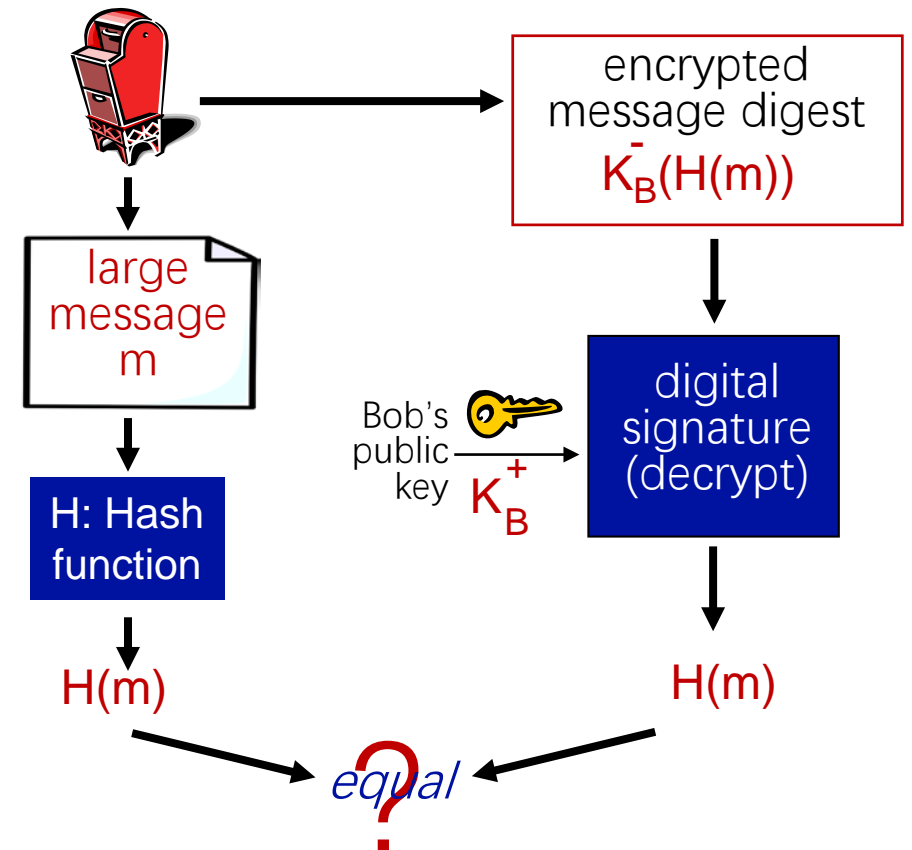 encrypted
message digest
K_B^-(H(m))
large
message
m
Bob's
public
key
K_B^+
digital
signature
(decrypt)
H: Hash
function
H(m)
H(m)
equal
?